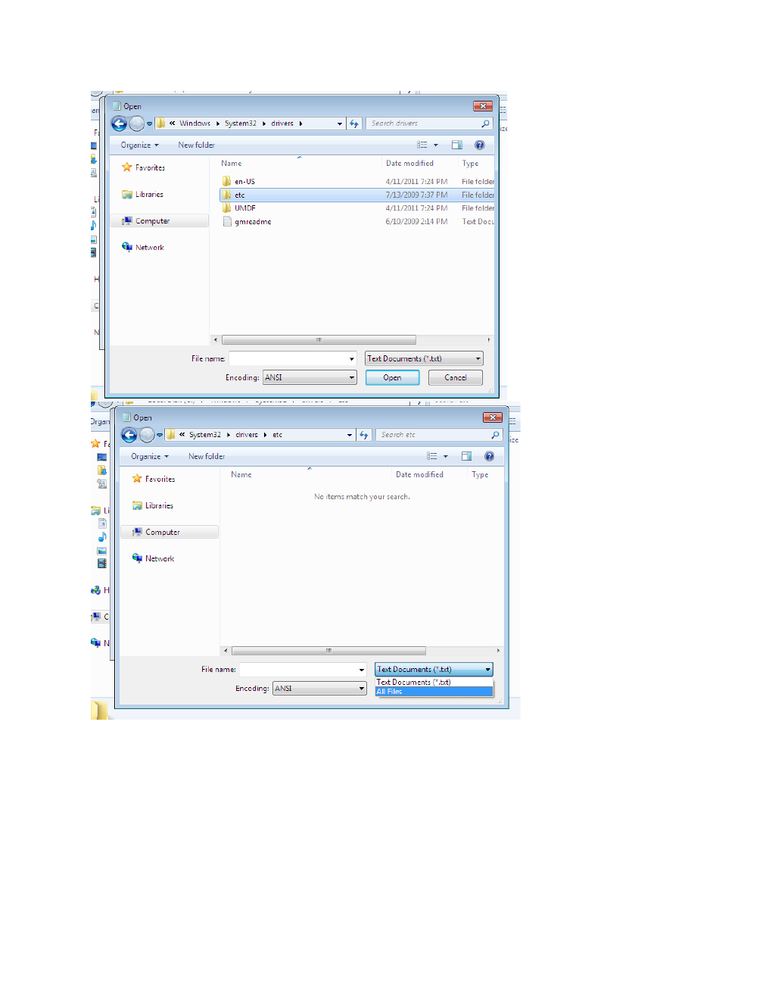 Open
« Windows ▸ System32 ▸ drivers ▸ Search drivers
Organize New folder
Favorites
Libraries
Computer
Network
Name Date modified Type
en-US 4/11/2011 7:24 PM File folder
etc 7/13/2009 7:37 PM File folder
UMDF 4/11/2011 7:24 PM File folder
gmreadme 6/10/2009 2:14 PM Text Docu
File name: Text Documents (*.txt)
Encoding: ANSI Open Cancel
Organ
Open
« System32 ▸ drivers ▸ etc Search etc
Organize New folder
Favorites
Libraries
Computer
Network
Name Date modified Type
No items match your search.
File name: Text Documents (*.txt)
Text Documents (*.txt)
Encoding: ANSI All Files